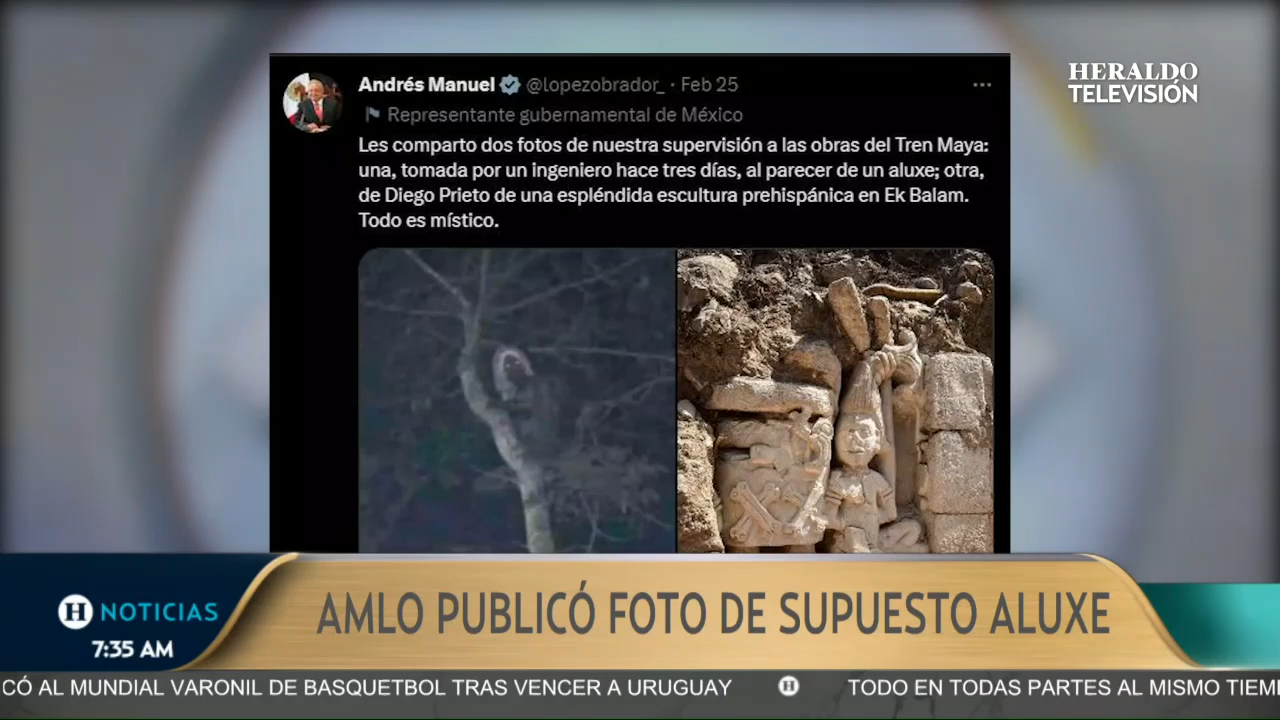 Andrés Manuel @lopezobrador_ · Feb 25
Representante gubernamental de México
Les comparto dos fotos de nuestra supervisión a las obras del Tren Maya:
una, tomada por un ingeniero hace tres días, al parecer de un aluxe; otra,
de Diego Prieto de una espléndida escultura prehispánica en Ek Balam.
Todo es místico.
HERALDO
TELEVISIÓN
H NOTICIAS
7:35 AM
AMLO PUBLICÓ FOTO DE SUPUESTO ALUXE
CÓ AL MUNDIAL VARONIL DE BASQUETBOL TRAS VENCER A URUGUAY H TODO EN TODAS PARTES AL MISMO TIEM